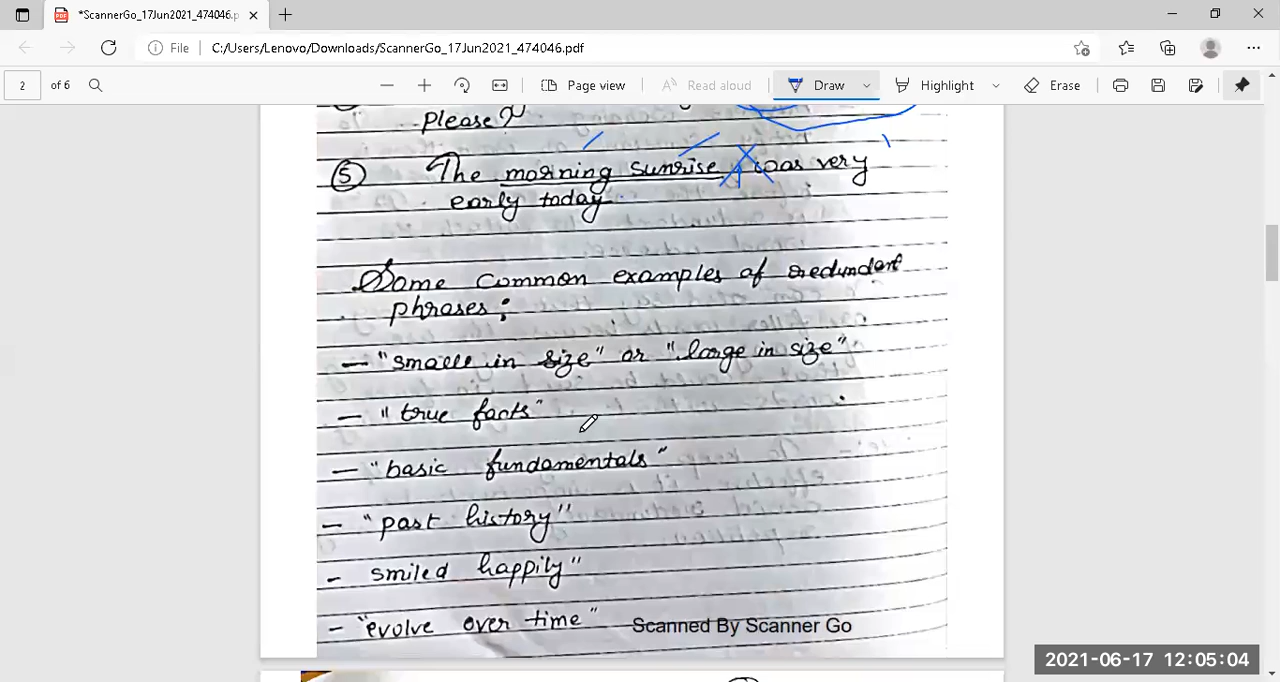 *ScannerGo_17Jun2021_474046.p
File C:/Users/Lenovo/Downloads/ScannerGo_17Jun2021_474046.pdf
2 of 6 Page view Read aloud Draw Highlight Erase
Please?
5 The morning sunrise was very
early today.
Some common examples of redundant
phrases:
- "small in size" or "large in size"
- "true facts"
- "basic fundamentals"
- "past history"
- smiled happily"
- "evolve over time"
Scanned By Scanner Go
2021-06-17 12:05:04